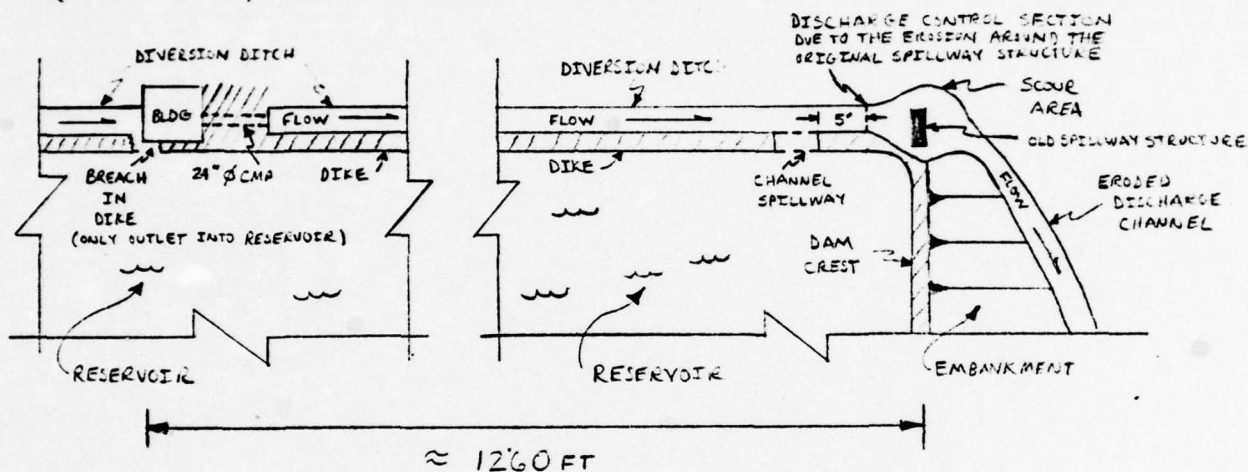 DISCHARGE CONTROL SECTION
DUE TO THE EROSION AROUND THE
ORIGINAL SPILLWAY STRUCTURE
DIVERSION DITCH
DIVERSION DITCH
SCOUR
AREA
BLDG
FLOW
FLOW
5'
OLD SPILLWAY STRUCTURE
BREACH
IN
DIKE
(ONLY OUTLET INTO RESERVOIR)
24" Ø CMP
DIKE
DIKE
CHANNEL
SPILLWAY
FLOW
ERODED
DISCHARGE
CHANNEL
DAM
CREST
RESERVOIR
RESERVOIR
EMBANKMENT
≈ 1260 FT